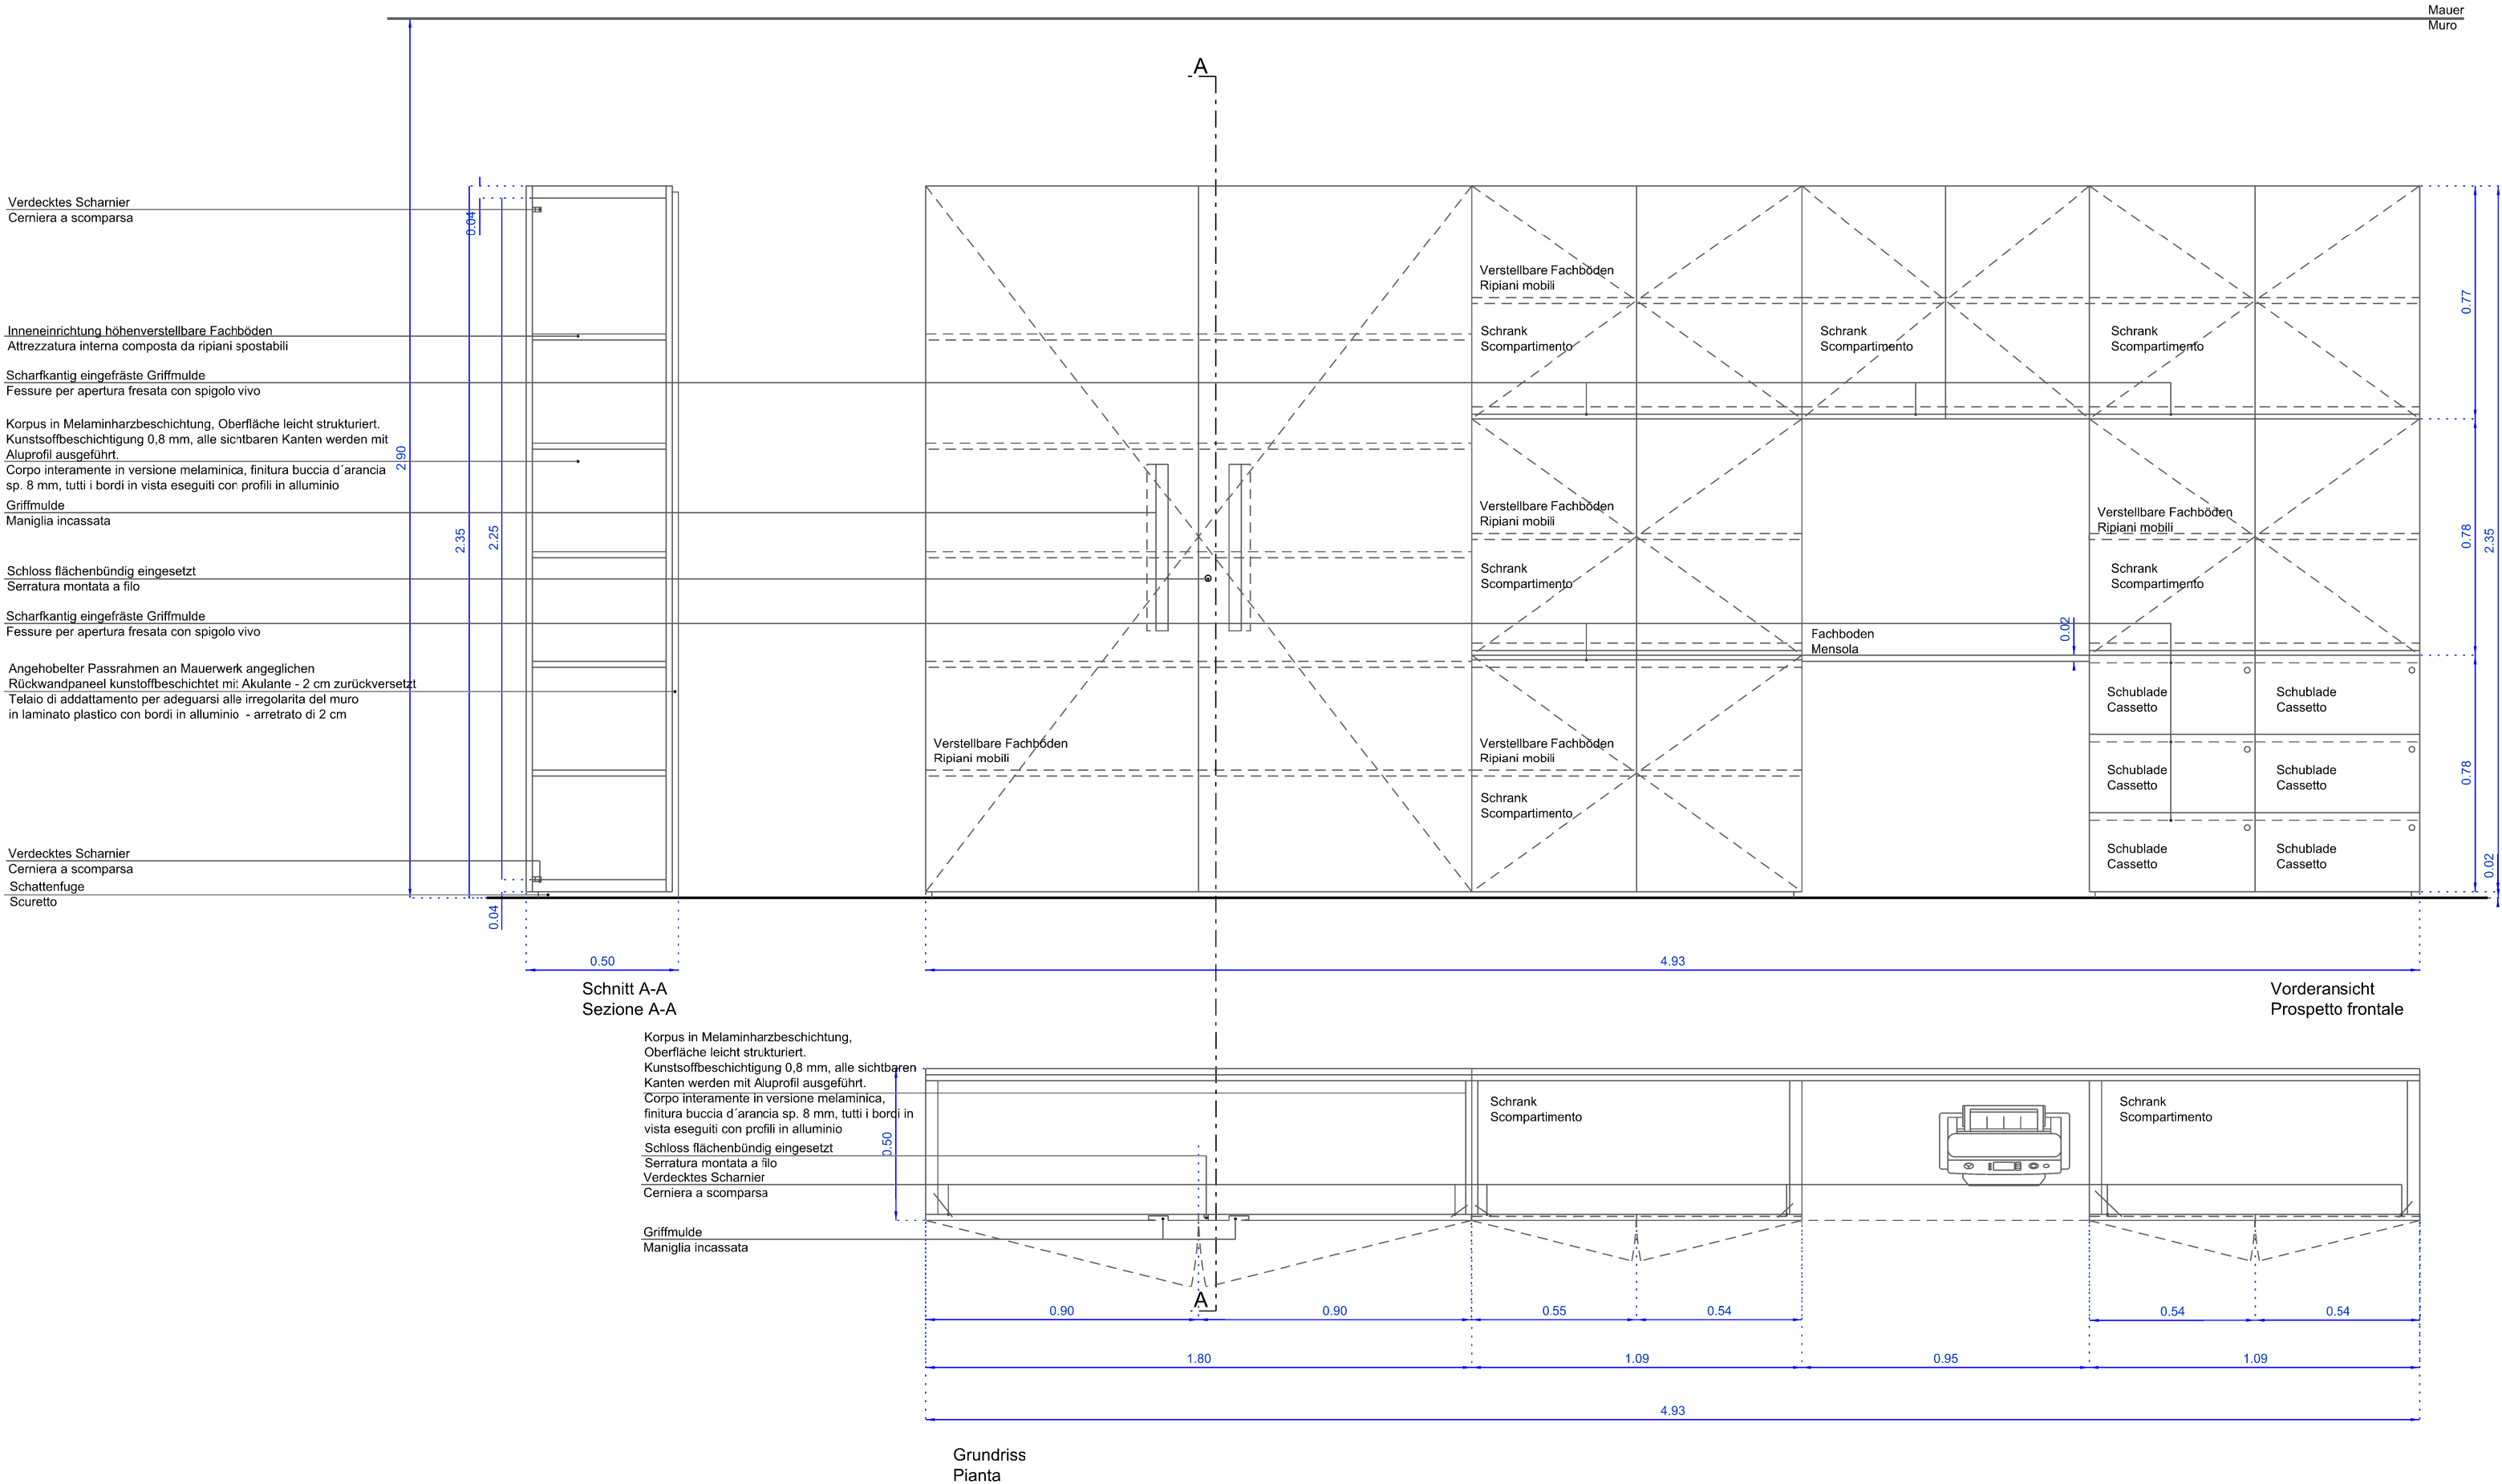 Mauer
Muro
A
Verdecktes Scharnier
Cerniera a scomparsa
0.04
Inneneinrichtung höhenverstellbare Fachböden
Attrezzatura interna composta da ripiani spostabili
Scharfkantig eingefräste Griffmulde
Fessure per apertura fresata con spigolo vivo
Korpus in Melaminharzbeschichtung, Oberfläche leicht strukturiert.
Kunstsoffbeschichtigung 0,8 mm, alle sichtbaren Kanten werden mit
Aluprofil ausgeführt.
Corpo interamente in versione melaminica, finitura buccia d´arancia
sp. 8 mm, tutti i bordi in vista eseguiti con profili in alluminio
Griffmulde
Maniglia incassata
Schloss flächenbündig eingesetzt
Serratura montata a filo
Scharfkantig eingefräste Griffmulde
Fessure per apertura fresata con spigolo vivo
Angehobelter Passrahmen an Mauerwerk angeglichen
Rückwandpaneel kunstoffbeschichtet mit Akulante - 2 cm zurückversetzt
Telaio di addattamento per adeguarsi alle irregolarita del muro
in laminato plastico con bordi in alluminio  - arretrato di 2 cm
Verdecktes Scharnier
Cerniera a scomparsa
Schattenfuge
Scuretto
2.90
2.35
2.25
0.04
0.50
Schnitt A-A
Sezione A-A
Verstellbare Fachböden
Ripiani mobili
Schrank
Scompartimento
Schrank
Scompartimento
Schrank
Scompartimento
Verstellbare Fachböden
Ripiani mobili
Verstellbare Fachböden
Ripiani mobili
Schrank
Scompartimento
Schrank
Scompartimento
Fachboden
Mensola
0.02
Schublade
Cassetto
Schublade
Cassetto
Verstellbare Fachböden
Ripiani mobili
Verstellbare Fachböden
Ripiani mobili
Schrank
Scompartimento
Schublade
Cassetto
Schublade
Cassetto
Schublade
Cassetto
Schublade
Cassetto
0.77
0.78
2.35
0.78
0.02
4.93
Vorderansicht
Prospetto frontale
Korpus in Melaminharzbeschichtung,
Oberfläche leicht strukturiert.
Kunstsoffbeschichtigung 0,8 mm, alle sichtbaren
Kanten werden mit Aluprofil ausgeführt.
Corpo interamente in versione melaminica,
finitura buccia d´arancia sp. 8 mm, tutti i bordi in
vista eseguiti con profili in alluminio
Schloss flächenbündig eingesetzt
Serratura montata a filo
Verdecktes Scharnier
Cerniera a scomparsa
Griffmulde
Maniglia incassata
0.50
Schrank
Scompartimento
Schrank
Scompartimento
A
0.90
0.90
0.55
0.54
0.54
0.54
1.80
1.09
0.95
1.09
4.93
Grundriss
Pianta